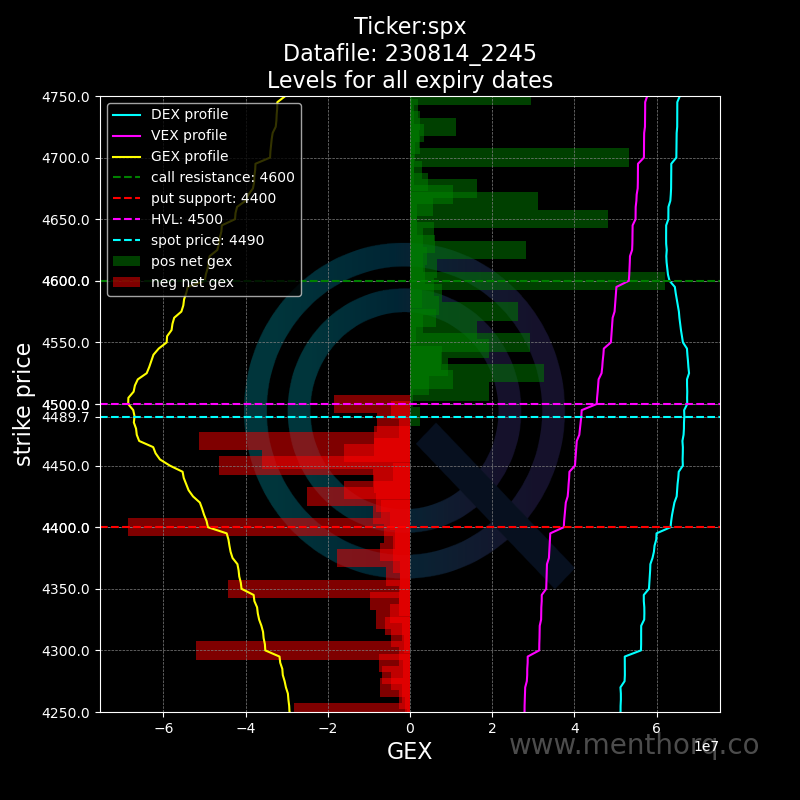 Ticker:spx
Datafile: 230814_2245
Levels for all expiry dates
DEX profile
VEX profile
GEX profile
call resistance: 4600
put support: 4400
HVL: 4500
spot price: 4490
pos net gex
neg net gex
strike price
4750.0
4700.0
4650.0
4600.0
4550.0
4500.0
4489.7
4450.0
4400.0
4350.0
4300.0
4250.0
−6 −4 −2 0 2 4 6
1e7
GEX
www.menthorq.co